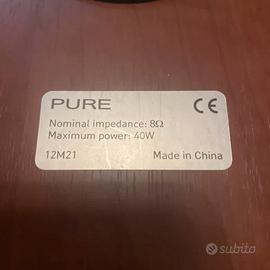 PURE CE
Nominal impedance: 8Ω
Maximum power: 40W
12M21 Made in China
subito